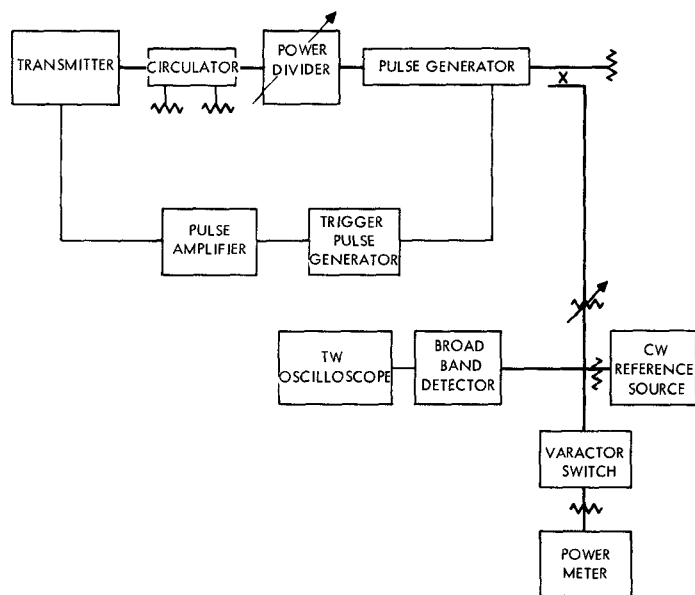 TRANSMITTER
CIRCULATOR
POWER
DIVIDER
PULSE GENERATOR
X
PULSE
AMPLIFIER
TRIGGER
PULSE
GENERATOR
TW
OSCILLOSCOPE
BROAD
BAND
DETECTOR
CW
REFERENCE
SOURCE
VARACTOR
SWITCH
POWER
METER